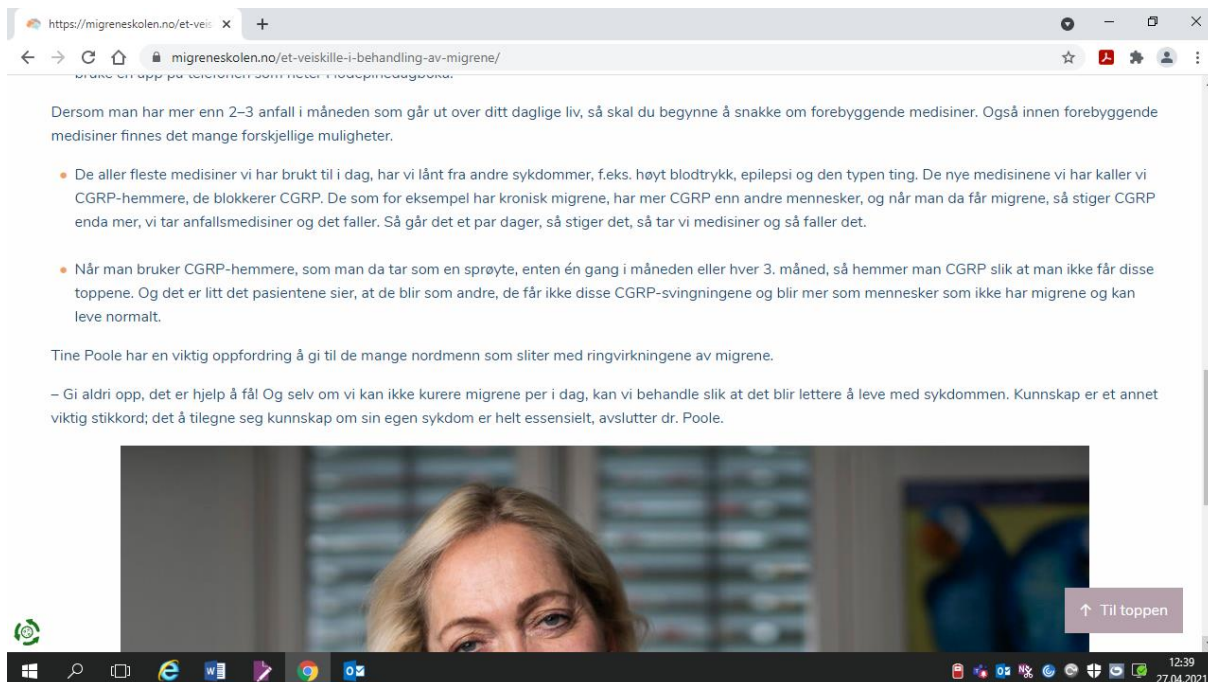 https://migreneskolen.no/et-veis
migreneskolen.no/et-veiskille-i-behandling-av-migrene/
bruke en app på telefonen som heter Hodepinedagboka.
Dersom man har mer enn 2–3 anfall i måneden som går ut over ditt daglige liv, så skal du begynne å snakke om forebyggende medisiner. Også innen forebyggende
medisiner finnes det mange forskjellige muligheter.
De aller fleste medisiner vi har brukt til i dag, har vi lånt fra andre sykdommer, f.eks. høyt blodtrykk, epilepsi og den typen ting. De nye medisinene vi har kaller vi
CGRP-hemmere, de blokkerer CGRP. De som for eksempel har kronisk migrene, har mer CGRP enn andre mennesker, og når man da får migrene, så stiger CGRP
enda mer, vi tar anfallsmedisiner og det faller. Så går det et par dager, så stiger det, så tar vi medisiner og så faller det.
Når man bruker CGRP-hemmere, som man da tar som en sprøyte, enten én gang i måneden eller hver 3. måned, så hemmer man CGRP slik at man ikke får disse
toppene. Og det er litt det pasientene sier, at de blir som andre, de får ikke disse CGRP-svingningene og blir mer som mennesker som ikke har migrene og kan
leve normalt.
Tine Poole har en viktig oppfordring å gi til de mange nordmenn som sliter med ringvirkningene av migrene.
– Gi aldri opp, det er hjelp å få! Og selv om vi kan ikke kurere migrene per i dag, kan vi behandle slik at det blir lettere å leve med sykdommen. Kunnskap er et annet
viktig stikkord; det å tilegne seg kunnskap om sin egen sykdom er helt essensielt, avslutter dr. Poole.
Til toppen
12:39
27.04.2021